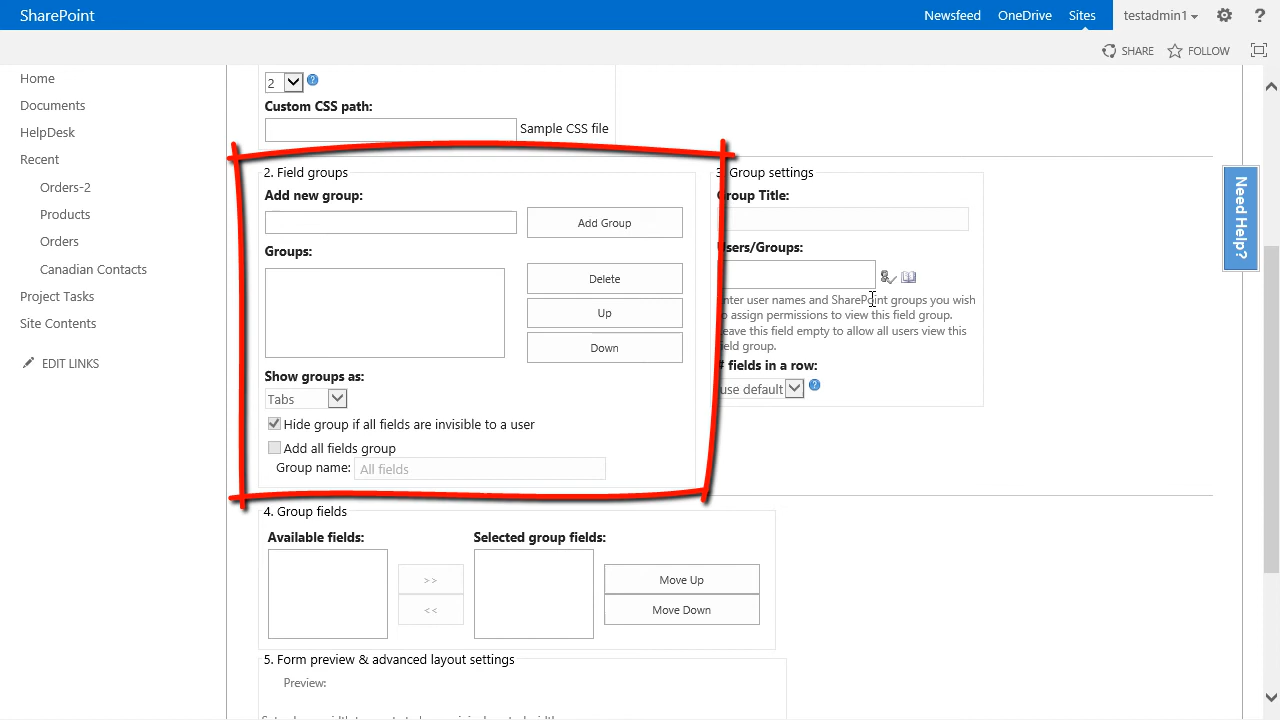 SharePoint
Newsfeed OneDrive Sites testadmin1 ?
SHARE FOLLOW
Home
Documents
HelpDesk
Recent
Orders-2
Products
Orders
Canadian Contacts
Project Tasks
Site Contents
EDIT LINKS
2 ?
Custom CSS path:
Sample CSS file
2. Field groups
Add new group:
Add Group
Groups:
Delete
Up
Down
Show groups as:
Tabs
Hide group if all fields are invisible to a user
Add all fields group
Group name: All fields
3. Group settings
Group Title:
Users/Groups:
Enter user names and SharePoint groups you wish
to assign permissions to view this field group.
Leave this field empty to allow all users view this
field group.
# fields in a row:
use default ?
Need Help?
4. Group fields
Available fields:
>>
<<
Selected group fields:
Move Up
Move Down
5. Form preview & advanced layout settings
Preview: